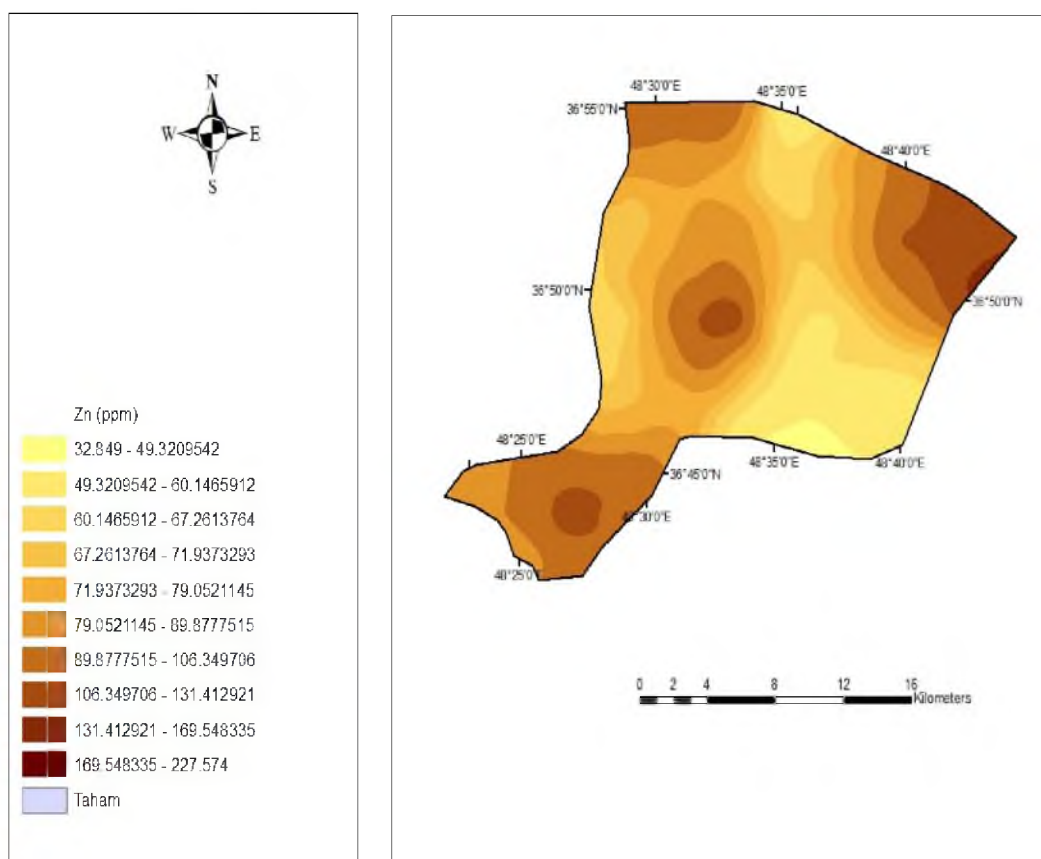 N
W E
S
Zn (ppm)
32.849 - 49.3209542
49.3209542 - 60.1465912
60.1465912 - 67.2613764
67.2613764 - 71.9373293
71.9373293 - 79.0521145
79.0521145 - 89.8777515
89.8777515 - 106.349706
106.349706 - 131.412921
131.412921 - 169.548335
169.548335 - 227.574
Taham
48°30'0"E
48°35'0"E
36°55'0"N
48°40'0"E
36°50'0"N
36°50'0"N
48°25'0"E
48°35'0"E
48°40'0"E
36°45'0"N
48°30'0"E
48°25'0"E
0 2 4 8 12 16
Kilometers